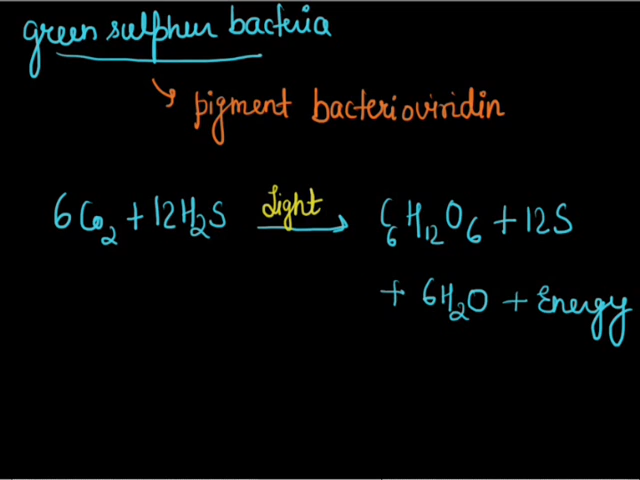 green sulphur bacteria
pigment bacterioviridin
6Co₂ + 12H₂S Light → C₆H₁₂O₆ + 12S
+ 6H₂O + Energy